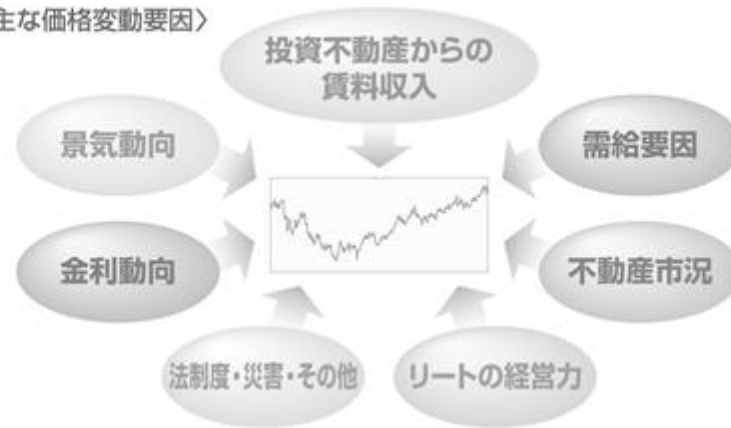 主な価格変動要因〉
投資不動産からの
賃料収入
景気動向
需給要因
金利動向
不動産市況
法制度・災害・その他
リートの経営力